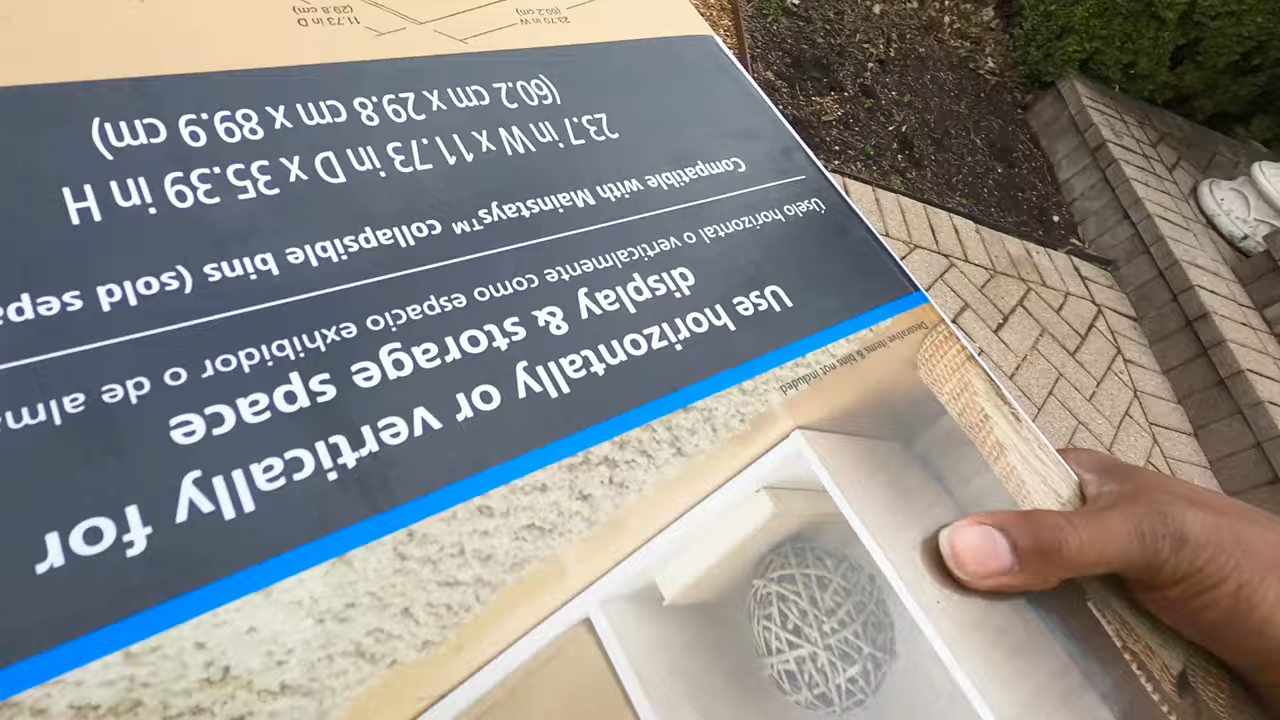 Decorative items & bins not included
Use horizontally or vertically for
display & storage space
Úselo horizontal o verticalmente como espacio exhibidor o de
Compatible with Mainstays™ collapsible bins (sold
23.7 in W x 11.73 in D x 35.39 in H
(60.2 cm x 29.8 cm x 89.9 cm)
23.70 in W
(60.2 cm)
11.73 in D
(29.8 cm)